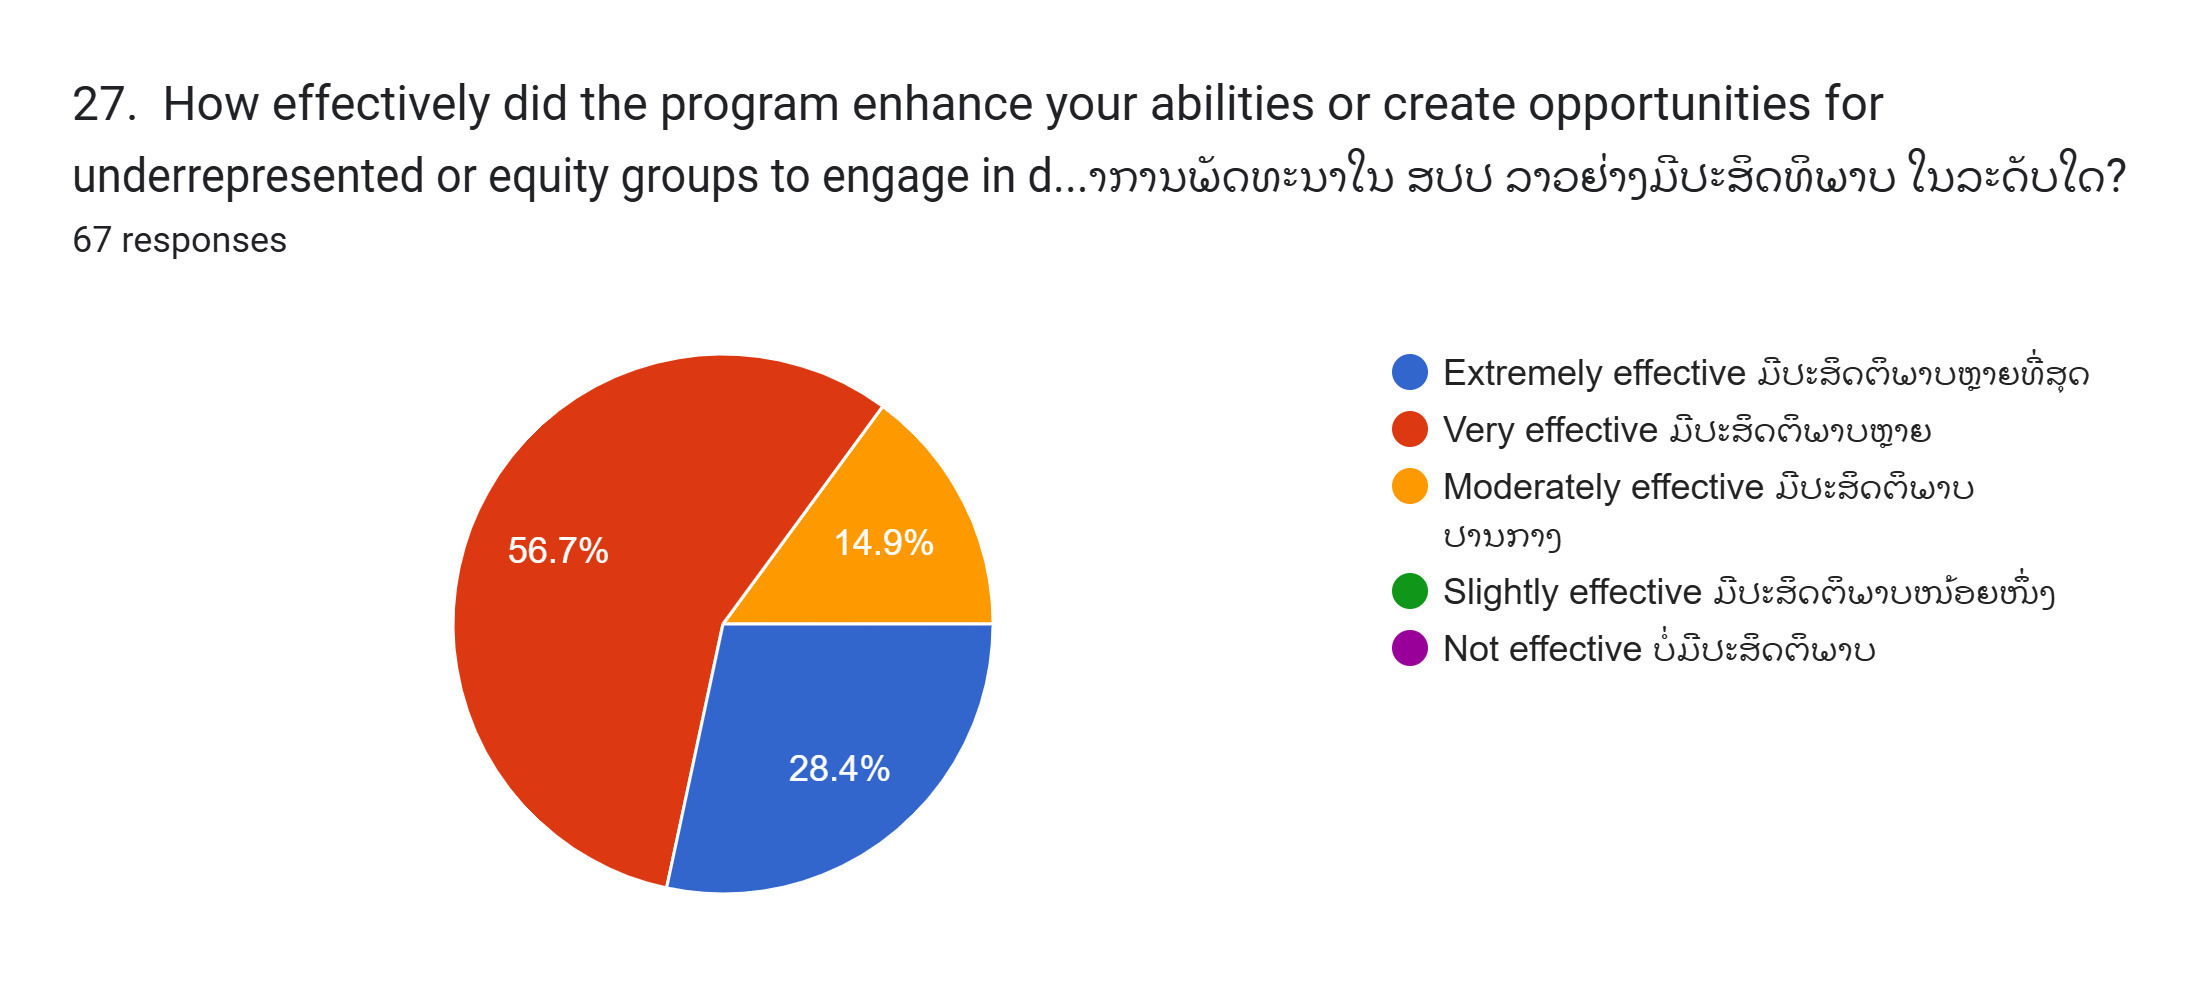 27.  How effectively did the program enhance your abilities or create opportunities for
underrepresented or equity groups to engage in d...າການພັດທະນາໃນ ສປປ ລາວຢ່າງມີປະສິດທິພາບ ໃນລະດັບໃດ?
67 responses
56.7%
14.9%
28.4%
Extremely effective ມີປະສິດຕິພາບຫຼາຍທີ່ສຸດ
Very effective ມີປະສິດຕິພາບຫຼາຍ
Moderately effective ມີປະສິດຕິພາບ
ປານກາງ
Slightly effective ມີປະສິດຕິພາບໜ້ອຍໜຶ່ງ
Not effective ບໍ່ມີປະສິດຕິພາບ